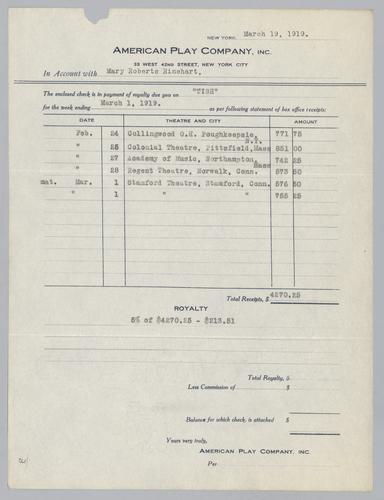 NEW YORK, March 19, 1919.
AMERICAN PLAY COMPANY, INC.
33 WEST 42ND STREET, NEW YORK CITY
In Account with Mary Roberts Rinehart,
The enclosed check is in payment of royalty due you on "TISH"
for the week ending March 1, 1919. as per following statement of box office receipts:
DATE THEATRE AND CITY AMOUNT
Feb. 24 Collingwood O.H. Poughkeepsie, N.Y. 771 75
" 25 Colonial Theatre, Pittsfield, Mass 851 00
" 27 Academy of Music, Northampton, Mass 742 25
" 28 Regent Theatre, Norwalk, Conn. 573 50
mat. Mar. 1 Stamford Theatre, Stamford, Conn. 576 50
" 1 " " 755 25
Total Receipts, $ 4270.25
ROYALTY
5% of $4270.25 - $213.51
Total Royalty, $
Less Commission of $
Balance for which check is attached $
Yours very truly,
AMERICAN PLAY COMPANY, INC.
Per